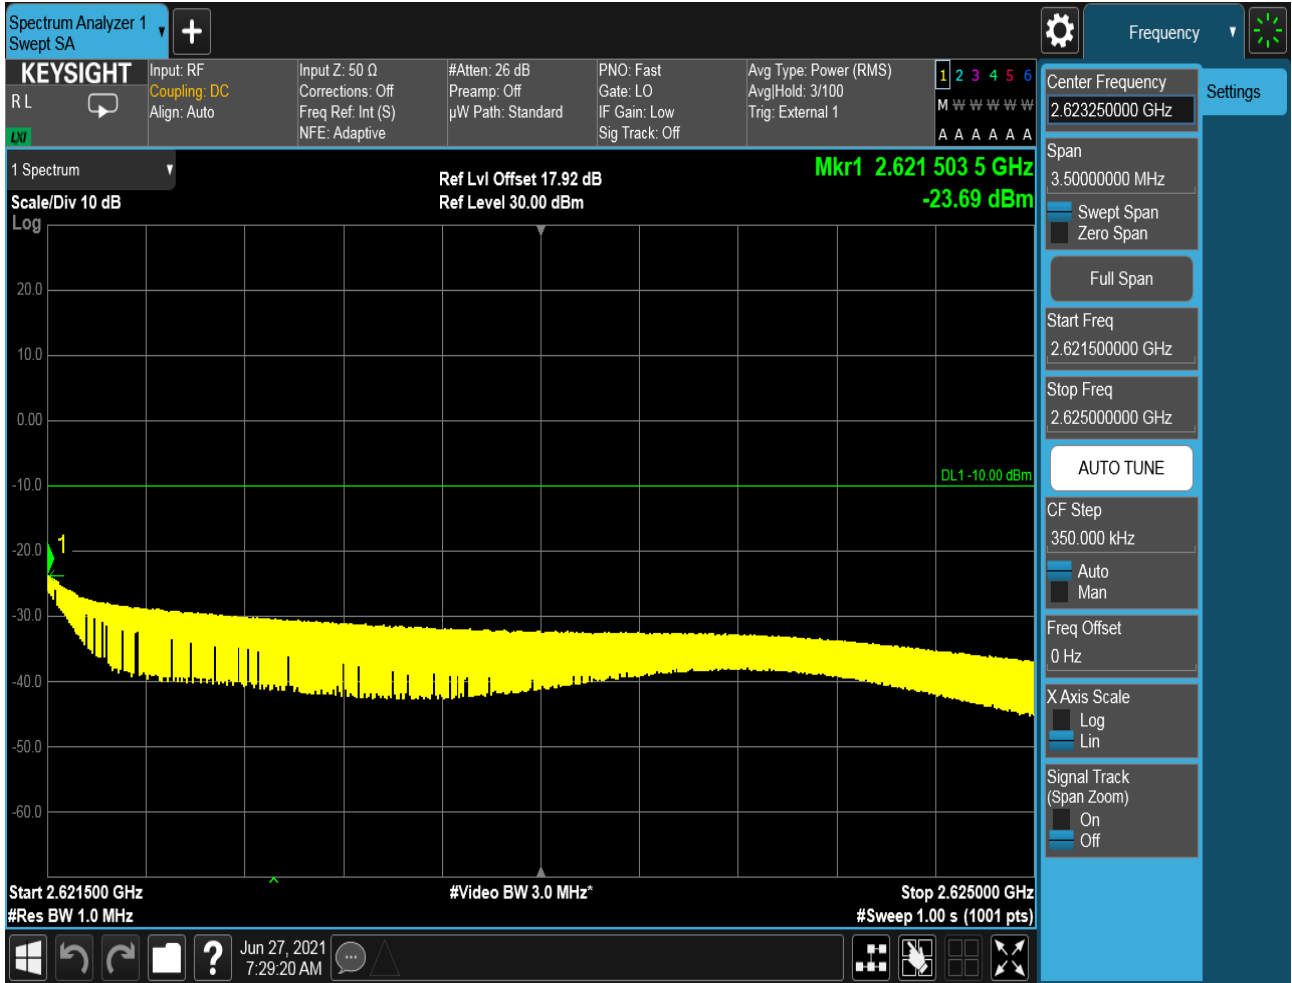 Spectrum Analyzer 1
Swept SA
Frequency
KEYSIGHT
R L
LXI
Input: RF
Coupling: DC
Align: Auto
Input Z: 50 Ω
Corrections: Off
Freq Ref: Int (S)
NFE: Adaptive
#Atten: 26 dB
Preamp: Off
µW Path: Standard
PNO: Fast
Gate: LO
IF Gain: Low
Sig Track: Off
Avg Type: Power (RMS)
Avg|Hold: 3/100
Trig: External 1
1 2 3 4 5 6
M W W W W W
A A A A A A
1 Spectrum
Scale/Div 10 dB
Log
Ref Lvl Offset 17.92 dB
Ref Level 30.00 dBm
Mkr1 2.621 503 5 GHz
-23.69 dBm
20.0
10.0
0.00
-10.0
-20.0
-30.0
-40.0
-50.0
-60.0
DL1 -10.00 dBm
1
Start 2.621500 GHz
#Res BW 1.0 MHz
#Video BW 3.0 MHz*
Stop 2.625000 GHz
#Sweep 1.00 s (1001 pts)
?
Jun 27, 2021
7:29:20 AM
Center Frequency
2.623250000 GHz
Settings
Span
3.50000000 MHz
Swept Span
Zero Span
Full Span
Start Freq
2.621500000 GHz
Stop Freq
2.625000000 GHz
AUTO TUNE
CF Step
350.000 kHz
Auto
Man
Freq Offset
0 Hz
X Axis Scale
Log
Lin
Signal Track
(Span Zoom)
On
Off